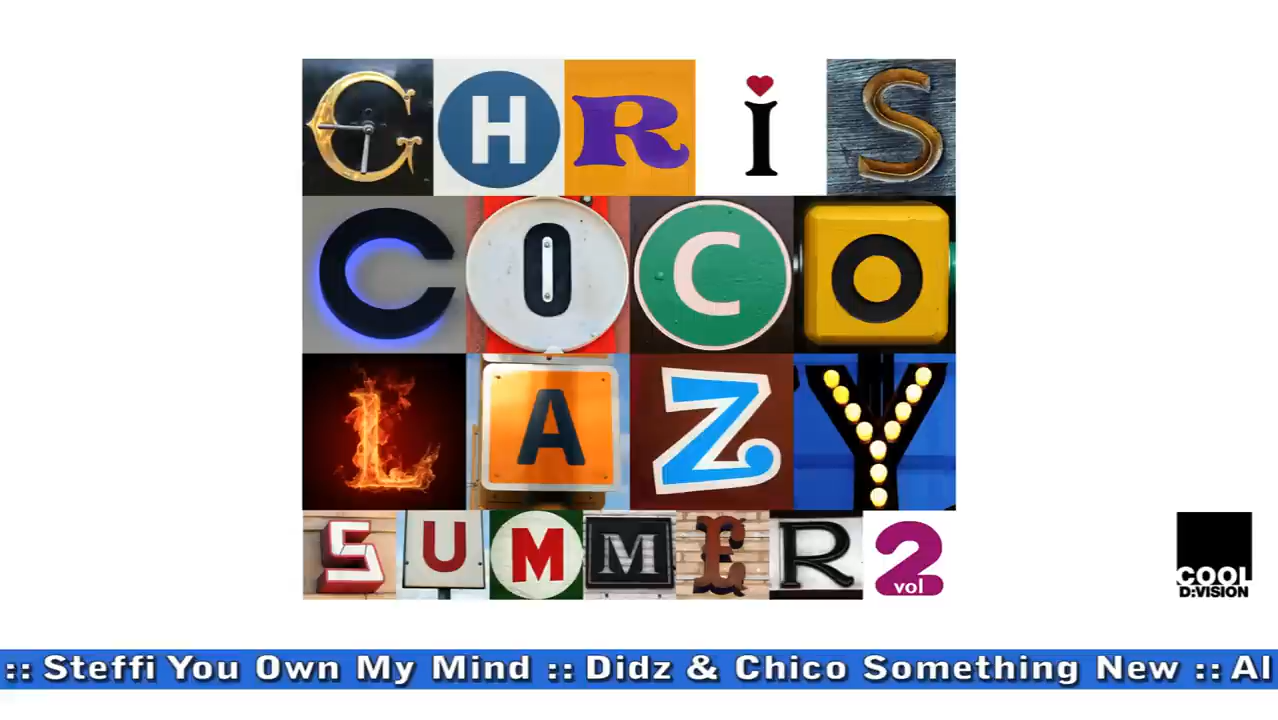 CHRiS
COCO
LAZY
SUMMER 2
vol
COOL
D:VISION
:: Steffi You Own My Mind :: Didz & Chico Something New :: Al